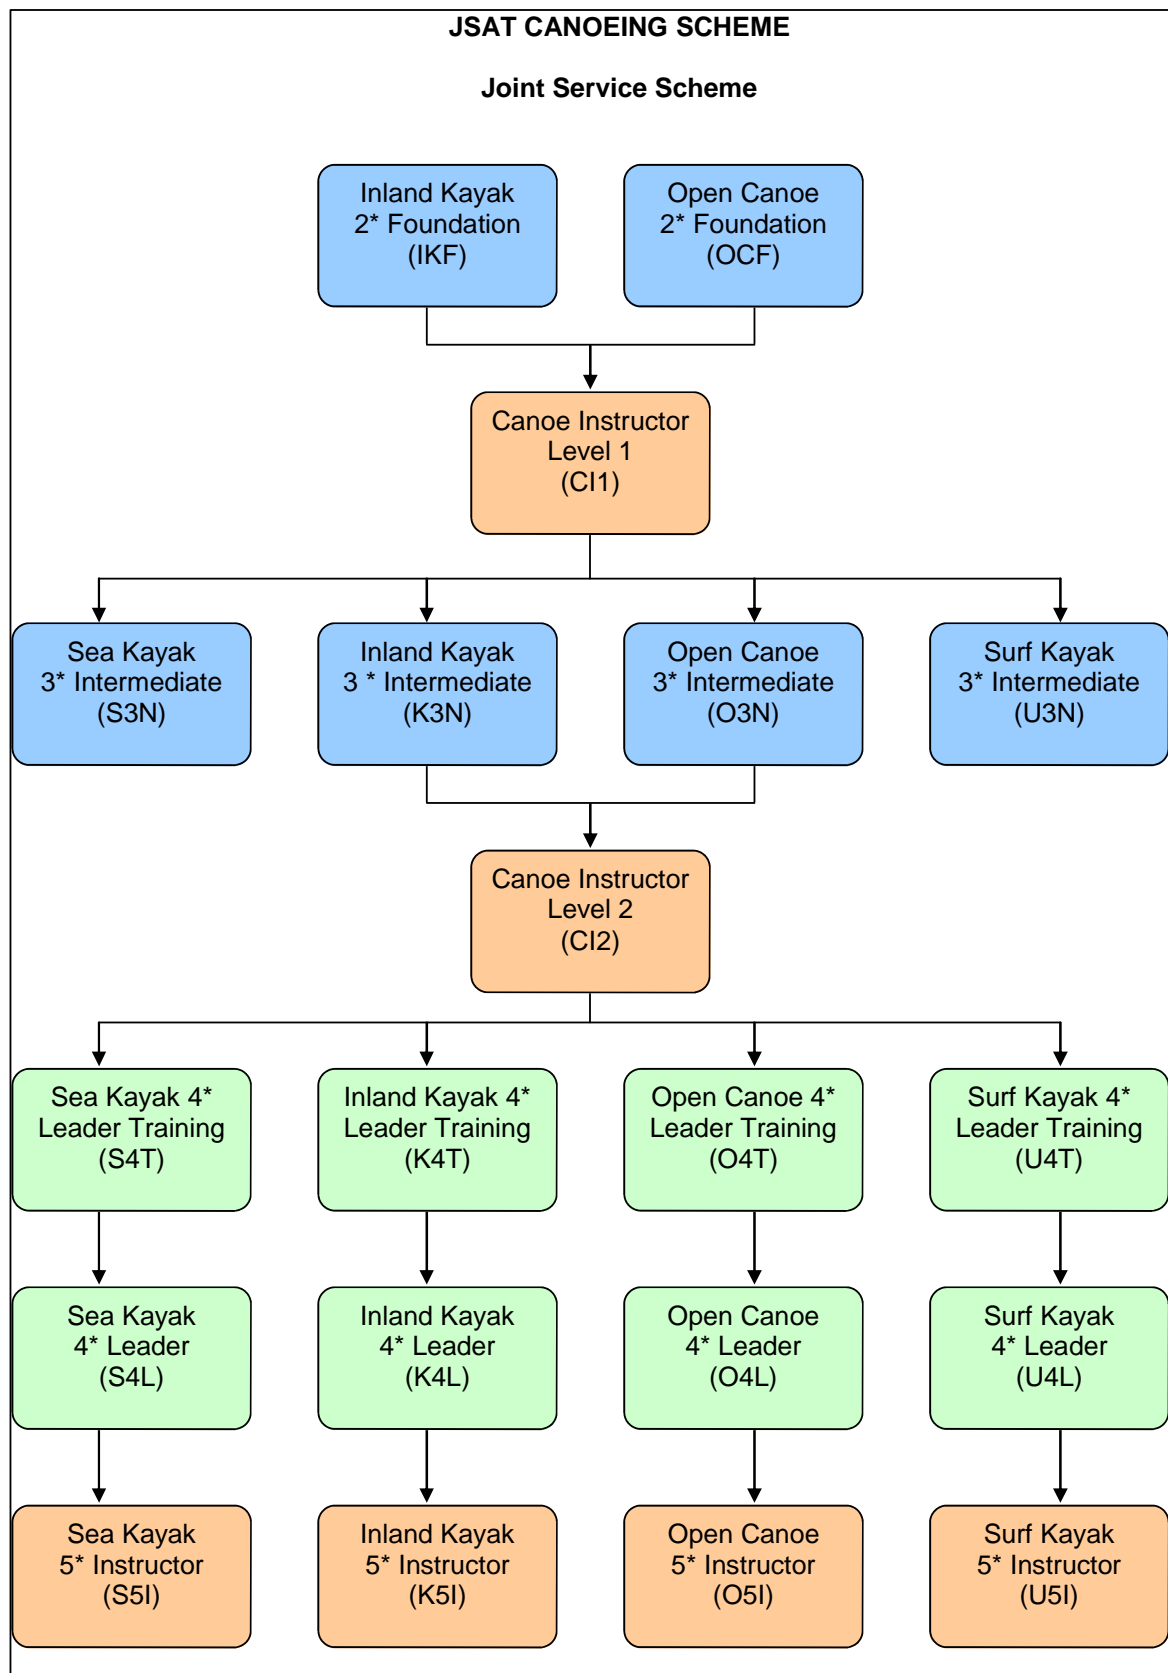 JSAT CANOEING SCHEME
Joint Service Scheme
Inland Kayak
2* Foundation
(IKF)
Open Canoe
2* Foundation
(OCF)
Canoe Instructor
Level 1
(CI1)
Sea Kayak
3* Intermediate
(S3N)
Inland Kayak
3 * Intermediate
(K3N)
Open Canoe
3* Intermediate
(O3N)
Surf Kayak
3* Intermediate
(U3N)
Canoe Instructor
Level 2
(CI2)
Sea Kayak 4*
Leader Training
(S4T)
Inland Kayak 4*
Leader Training
(K4T)
Open Canoe 4*
Leader Training
(O4T)
Surf Kayak 4*
Leader Training
(U4T)
Sea Kayak
4* Leader
(S4L)
Inland Kayak
4* Leader
(K4L)
Open Canoe
4* Leader
(O4L)
Surf Kayak
4* Leader
(U4L)
Sea Kayak
5* Instructor
(S5I)
Inland Kayak
5* Instructor
(K5I)
Open Canoe
5* Instructor
(O5I)
Surf Kayak
5* Instructor
(U5I)